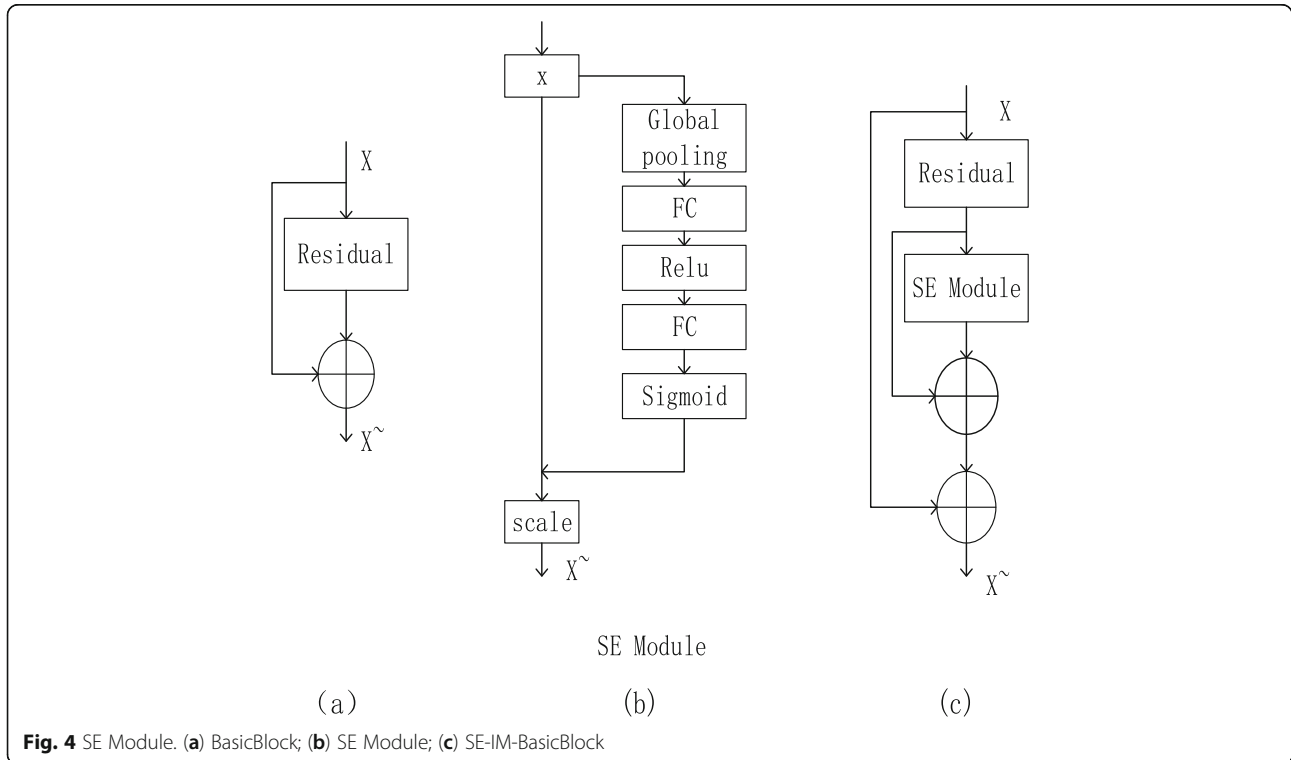 X
Residual
X~
x
Global
pooling
FC
Relu
FC
Sigmoid
scale
X~
X
Residual
SE Module
X~
SE Module
(a)
(b)
(c)
Fig. 4 SE Module. (a) BasicBlock; (b) SE Module; (c) SE-IM-BasicBlock